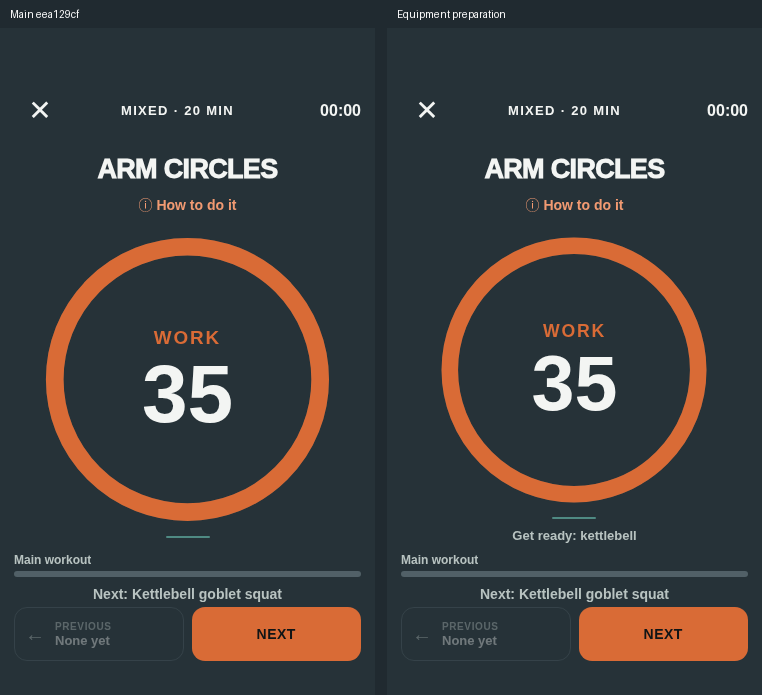 Main eea129cf
MIXED · 20 MIN
00:00
ARM CIRCLES
ⓘ How to do it
WORK
35
Main workout
Next: Kettlebell goblet squat
← PREVIOUS
None yet
NEXT
Equipment preparation
MIXED · 20 MIN
00:00
ARM CIRCLES
ⓘ How to do it
WORK
35
Get ready: kettlebell
Main workout
Next: Kettlebell goblet squat
← PREVIOUS
None yet
NEXT